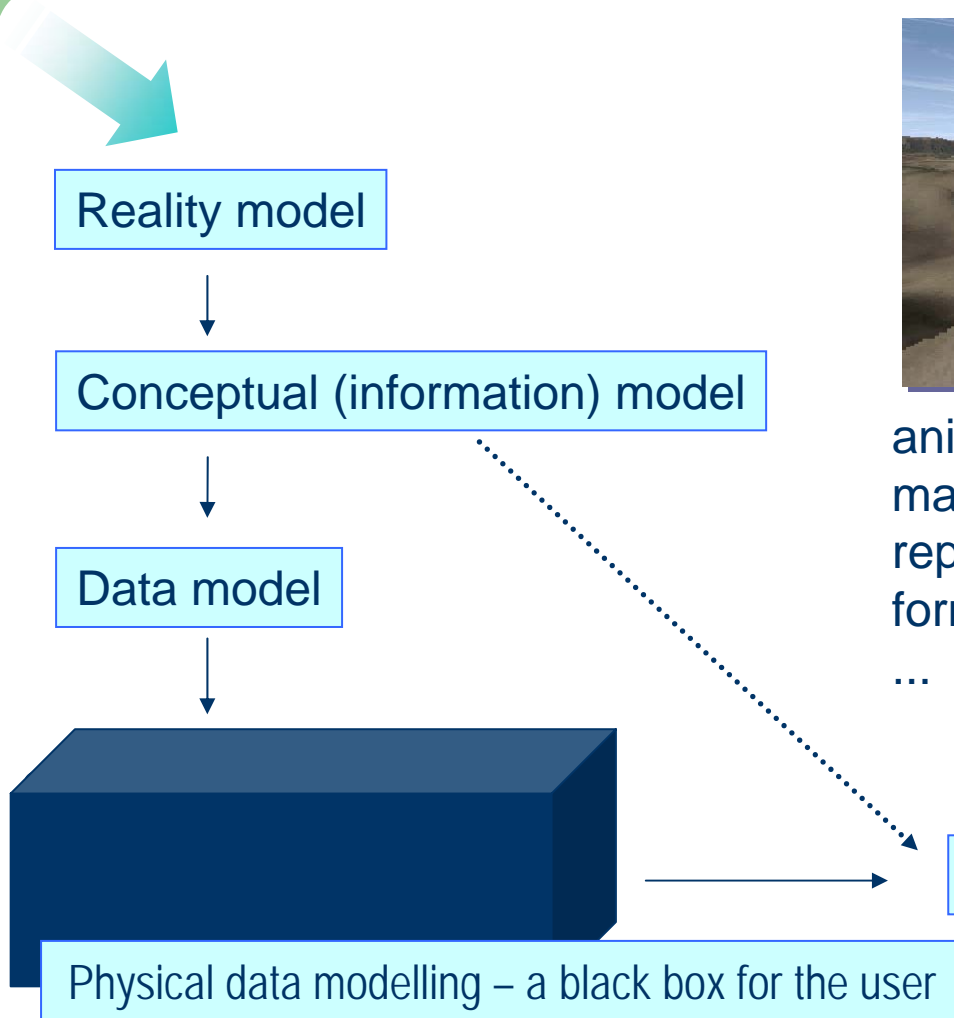 Reality model
Conceptual (information) model
Data model
...
Physical data modelling – a black box for the user